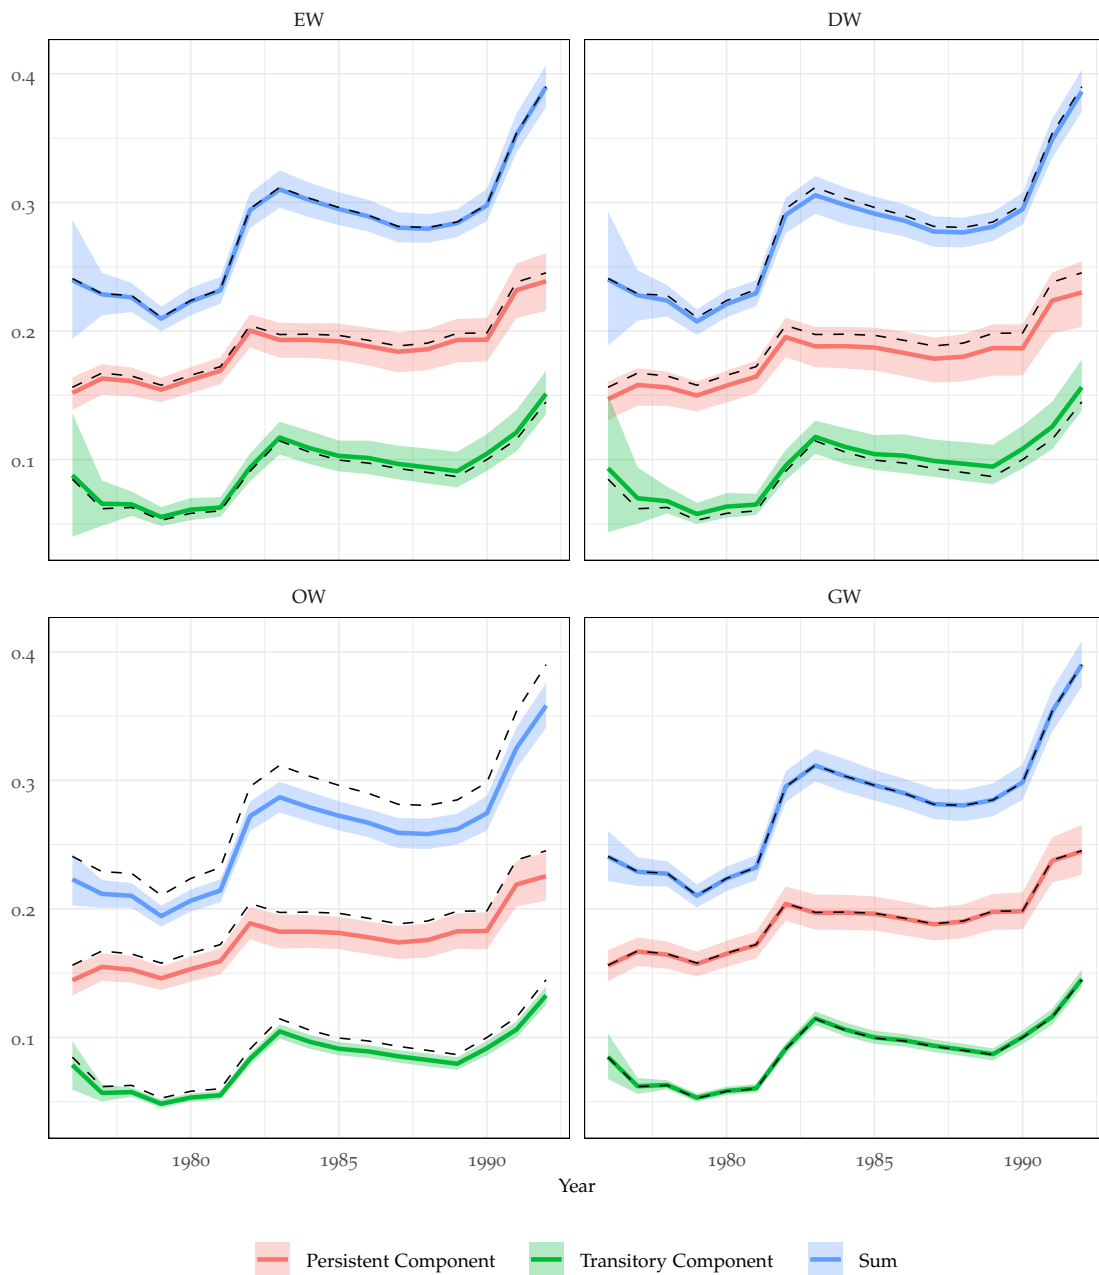 EW
DW
0.4
0.3
0.2
0.1
OW
GW
0.4
0.3
0.2
0.1
1980
1985
1990
1980
1985
1990
Year
Persistent Component
Transitory Component
Sum